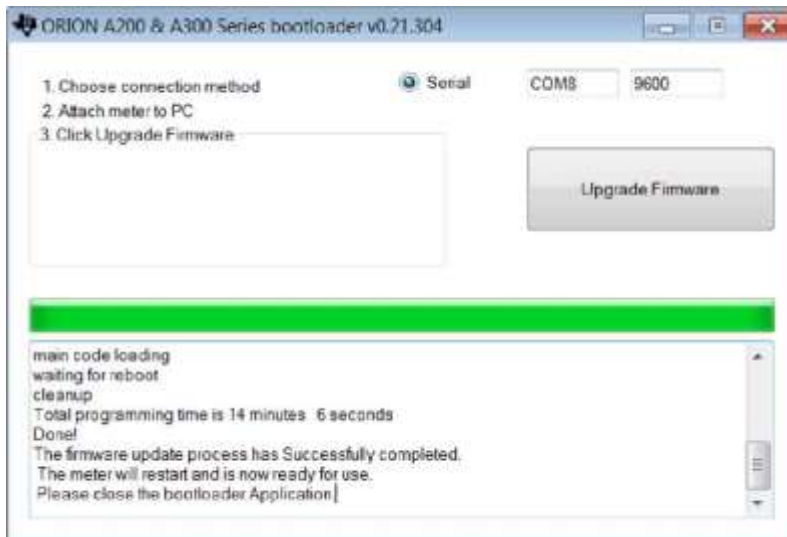 ORION A200 & A300 Series bootloader v0.21.304
1. Choose connection method
Serial
COM8
9600
2. Attach meter to PC
3. Click Upgrade Firmware
Upgrade Firmware
main code loading
waiting for reboot
cleanup
Total programming time is 14 minutes  6 seconds
Done!
The firmware update process has Successfully completed.
The meter will restart and is now ready for use.
Please close the bootloader Application.